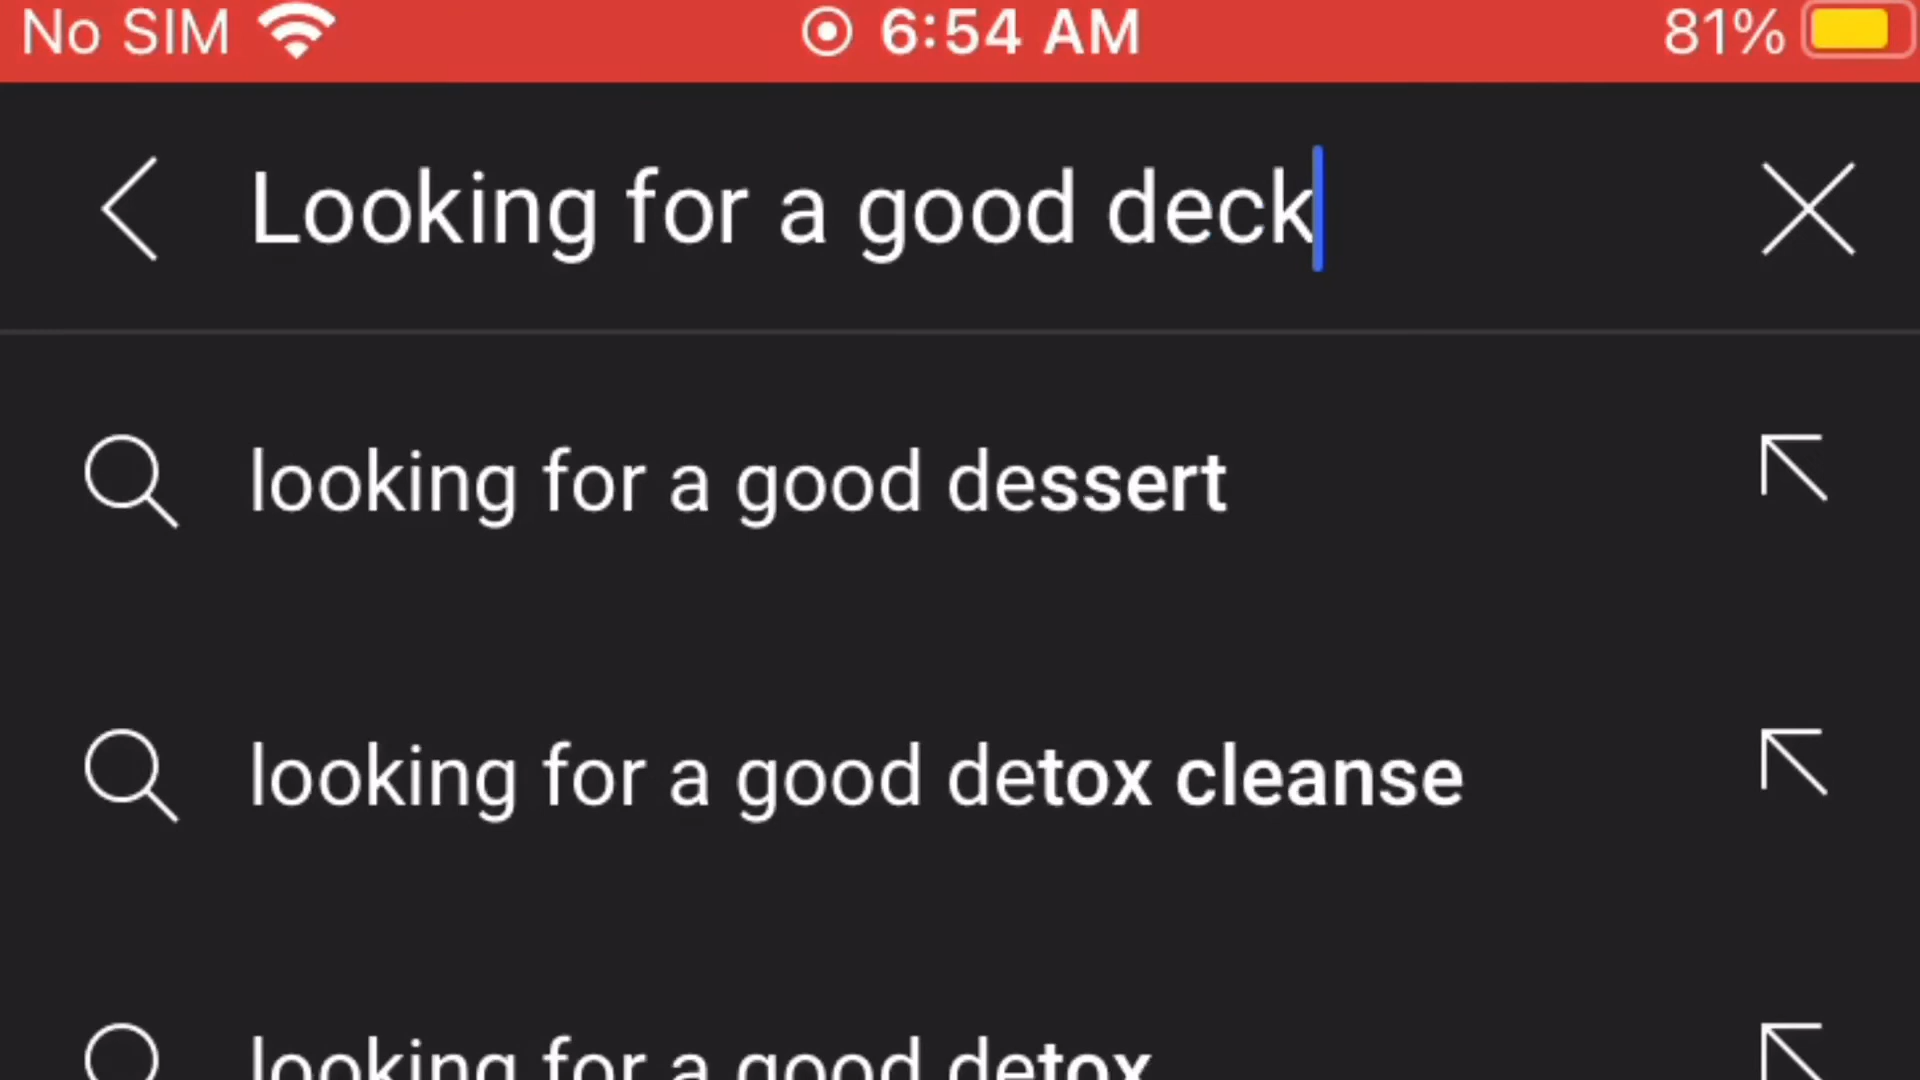 No SIM 6:54 AM 81%
Looking for a good deck
looking for a good dessert
looking for a good detox cleanse
looking for a good detox